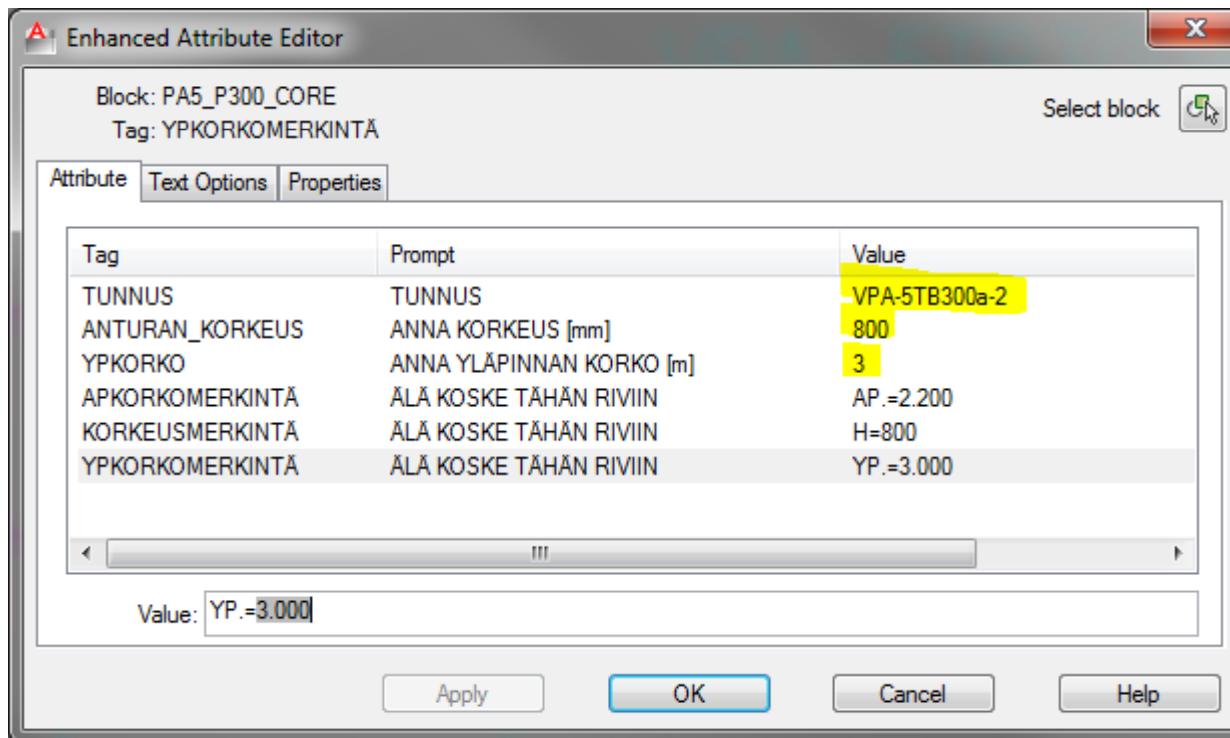 Enhanced Attribute Editor
Block: PA5_P300_CORE
Select block
Tag: YPKORKOMERKINTÄ
Attribute Text Options Properties
Tag Prompt Value
TUNNUS TUNNUS VPA-5TB300a-2
ANTURAN_KORKEUS ANNA KORKEUS [mm] 800
YPKORKO ANNA YLÄPINNAN KORKO [m] 3
APKORKOMERKINTÄ ÄLÄ KOSKE TÄHÄN RIVIIN AP.=2.200
KORKEUSMERKINTÄ ÄLÄ KOSKE TÄHÄN RIVIIN H=800
YPKORKOMERKINTÄ ÄLÄ KOSKE TÄHÄN RIVIIN YP.=3.000
Value: YP.=3.000
Apply OK Cancel Help